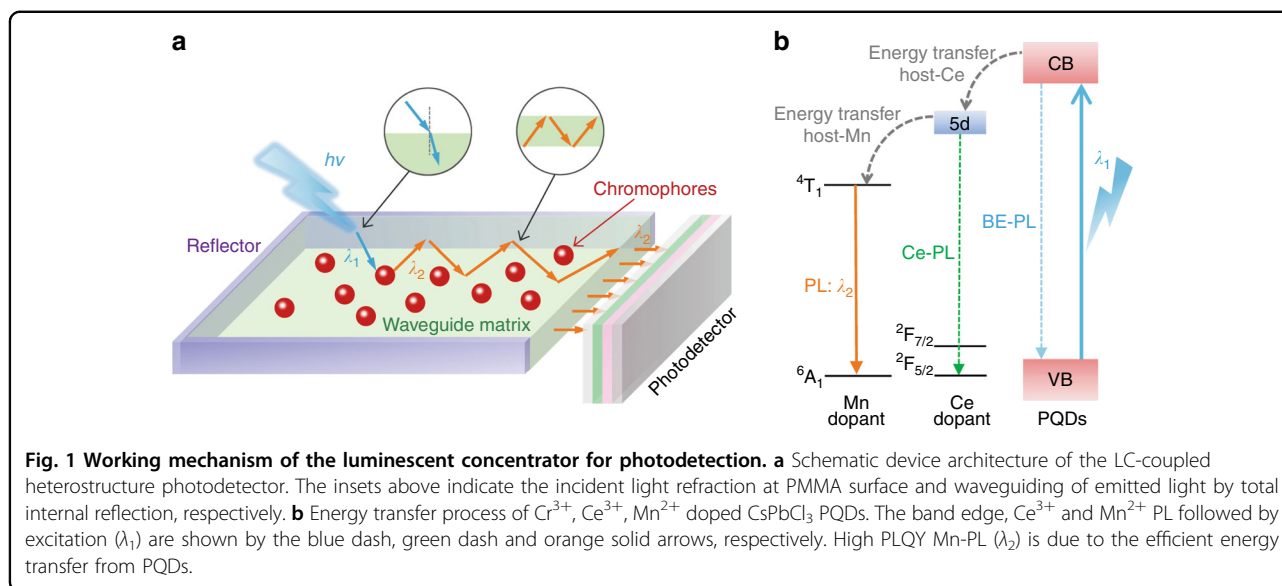 a
hv
Reflector
λ₁
λ₂
Chromophores
λ₂
Waveguide matrix
Photodetector
b
Energy transfer
host-Ce
CB
Energy transfer
host-Mn
5d
⁴T₁
λ₁
BE-PL
Ce-PL
PL: λ₂
²F₇/₂
²F₅/₂
⁶A₁
VB
Mn
dopant
Ce
dopant
PQDs
Fig. 1 Working mechanism of the luminescent concentrator for photodetection. a Schematic device architecture of the LC-coupled
heterostructure photodetector. The insets above indicate the incident light refraction at PMMA surface and waveguiding of emitted light by total
internal reflection, respectively. b Energy transfer process of Cr³⁺, Ce³⁺, Mn²⁺ doped CsPbCl₃ PQDs. The band edge, Ce³⁺ and Mn²⁺ PL followed by
excitation (λ₁) are shown by the blue dash, green dash and orange solid arrows, respectively. High PLQY Mn-PL (λ₂) is due to the efficient energy
transfer from PQDs.